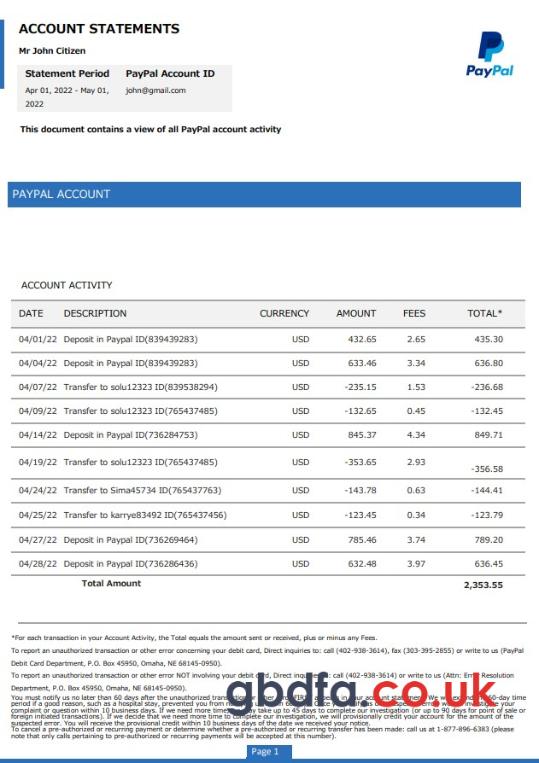 ACCOUNT STATEMENTS
Mr John Citizen
Statement Period PayPal Account ID
Apr 01, 2022 - May 01, john@gmail.com
2022
PayPal
This document contains a view of all PayPal account activity
PAYPAL ACCOUNT
ACCOUNT ACTIVITY
DATE DESCRIPTION CURRENCY AMOUNT FEES TOTAL*
04/01/22 Deposit in Paypal ID(839439283) USD 432.65 2.65 435.30
04/04/22 Deposit in Paypal ID(839439283) USD 633.46 3.34 636.80
04/07/22 Transfer to solu12323 ID(839538294) USD -235.15 1.53 -236.68
04/09/22 Transfer to solu12323 ID(765437485) USD -132.65 0.45 -132.45
04/14/22 Deposit in Paypal ID(736284753) USD 845.37 4.34 849.71
04/19/22 Transfer to solu12323 ID(765437485) USD -353.65 2.93 -356.58
04/24/22 Transfer to Sima45734 ID(765437763) USD -143.78 0.63 -144.41
04/25/22 Transfer to karrye83492 ID(765437456) USD -123.45 0.34 -123.79
04/27/22 Deposit in Paypal ID(736269464) USD 785.46 3.74 789.20
04/28/22 Deposit in Paypal ID(736286436) USD 632.48 3.97 636.45
Total Amount 2,353.55
*For each transaction in your Account Activity, the Total equals the amount sent or received, plus or minus any Fees.
To report an unauthorized transaction or other error concerning your debit card, Direct inquiries to: call (402-938-3614), fax (303-395-2855) or write to us (PayPal
Debit Card Department, P.O. Box 45950, Omaha, NE 68145-0950).
To report an unauthorized transaction or other error NOT involving your debit card, Direct inquiries to: call (402-938-3614) or write to us (Attn: Error Resolution
Department, P.O. Box 45950, Omaha, NE 68145-0950).
gbdfg.co.uk
You must notify us no later than 60 days after the unauthorized appears in your account 60-day time
period if a good reason, such as a hospital stay, prevented you from your
complaint or question within 10 business days. If we need more time, may take up to 45 days to complete our investigation (or up to 90 days for point of sale or
foreign initiated transactions). If we decide that we need more time to complete our investigation, we will provisionally credit your account for the amount of the
suspected error. You will receive the provisional credit within 10 business days of the date we received your notice.
To cancel a pre-authorized or recurring payment or determine whether a pre-authorized or recurring transfer has been made: call us at 1-877-896-6383 (please
note that only calls pertaining to pre-authorized or recurring payments will be accepted at this number).
Page 1